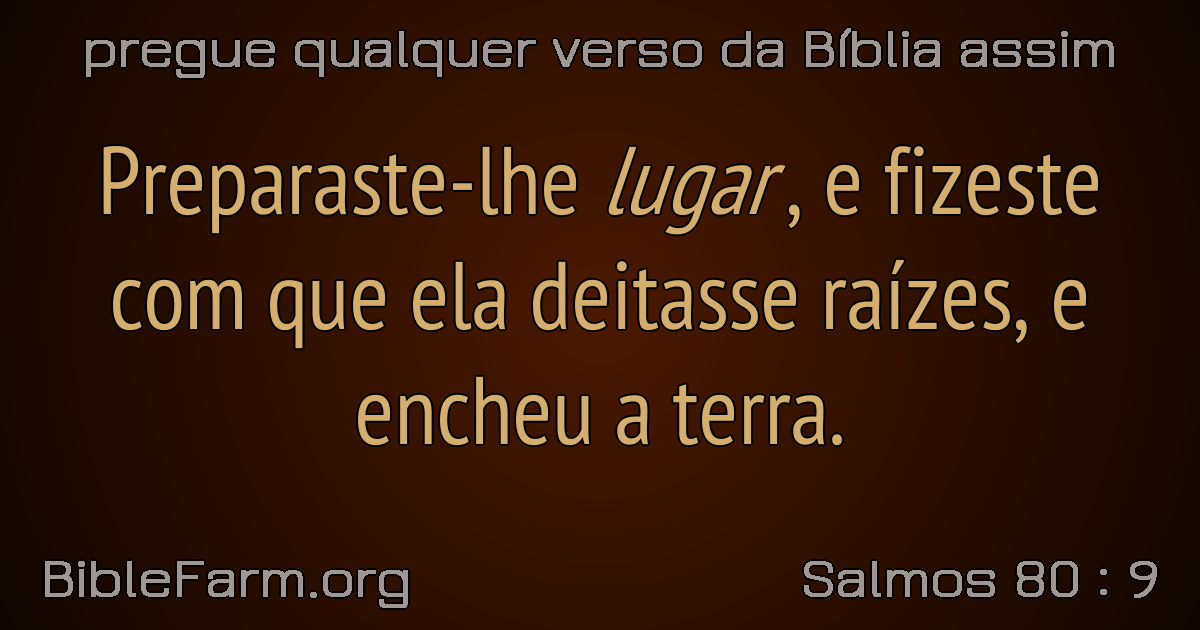 pregue qualquer verso da Bíblia assim
Preparaste-lhe lugar, e fizeste
com que ela deitasse raízes, e
encheu a terra.
BibleFarm.org
Salmos 80 : 9